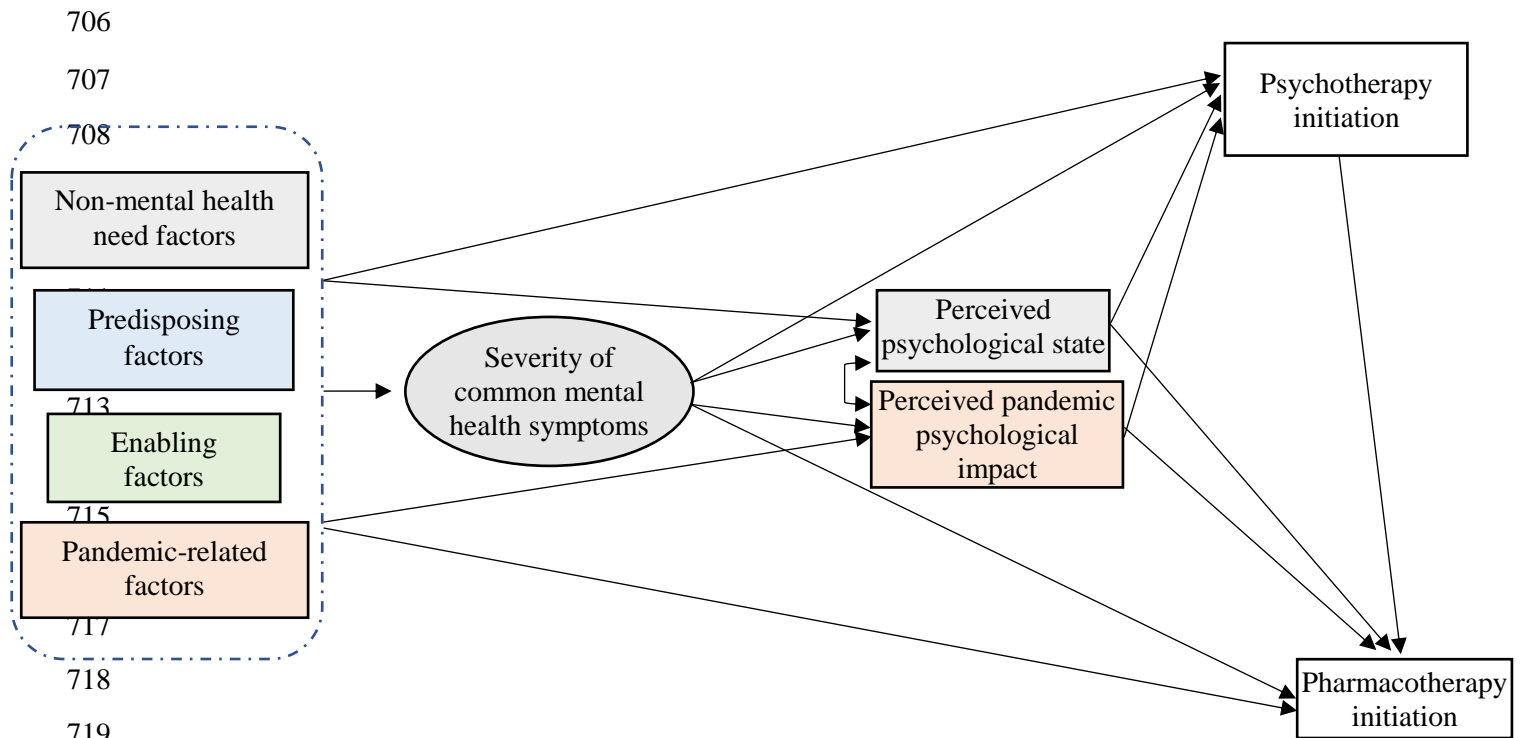 706
707
708
Psychotherapy
initiation
Non-mental health
need factors
Predisposing
factors
Perceived
psychological state
Severity of
common mental
health symptoms
713
Perceived pandemic
psychological
impact
Enabling
factors
715
Pandemic-related
factors
717
718
Pharmacotherapy
initiation
719